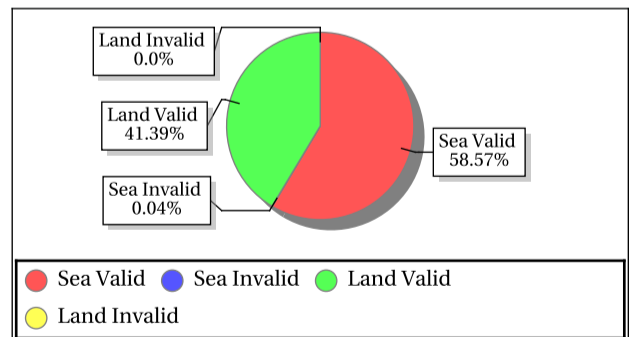 Land Invalid
0.0%
Land Valid
41.39%
Sea Valid
58.57%
Sea Invalid
0.04%
Sea Valid Sea Invalid Land Valid
Land Invalid